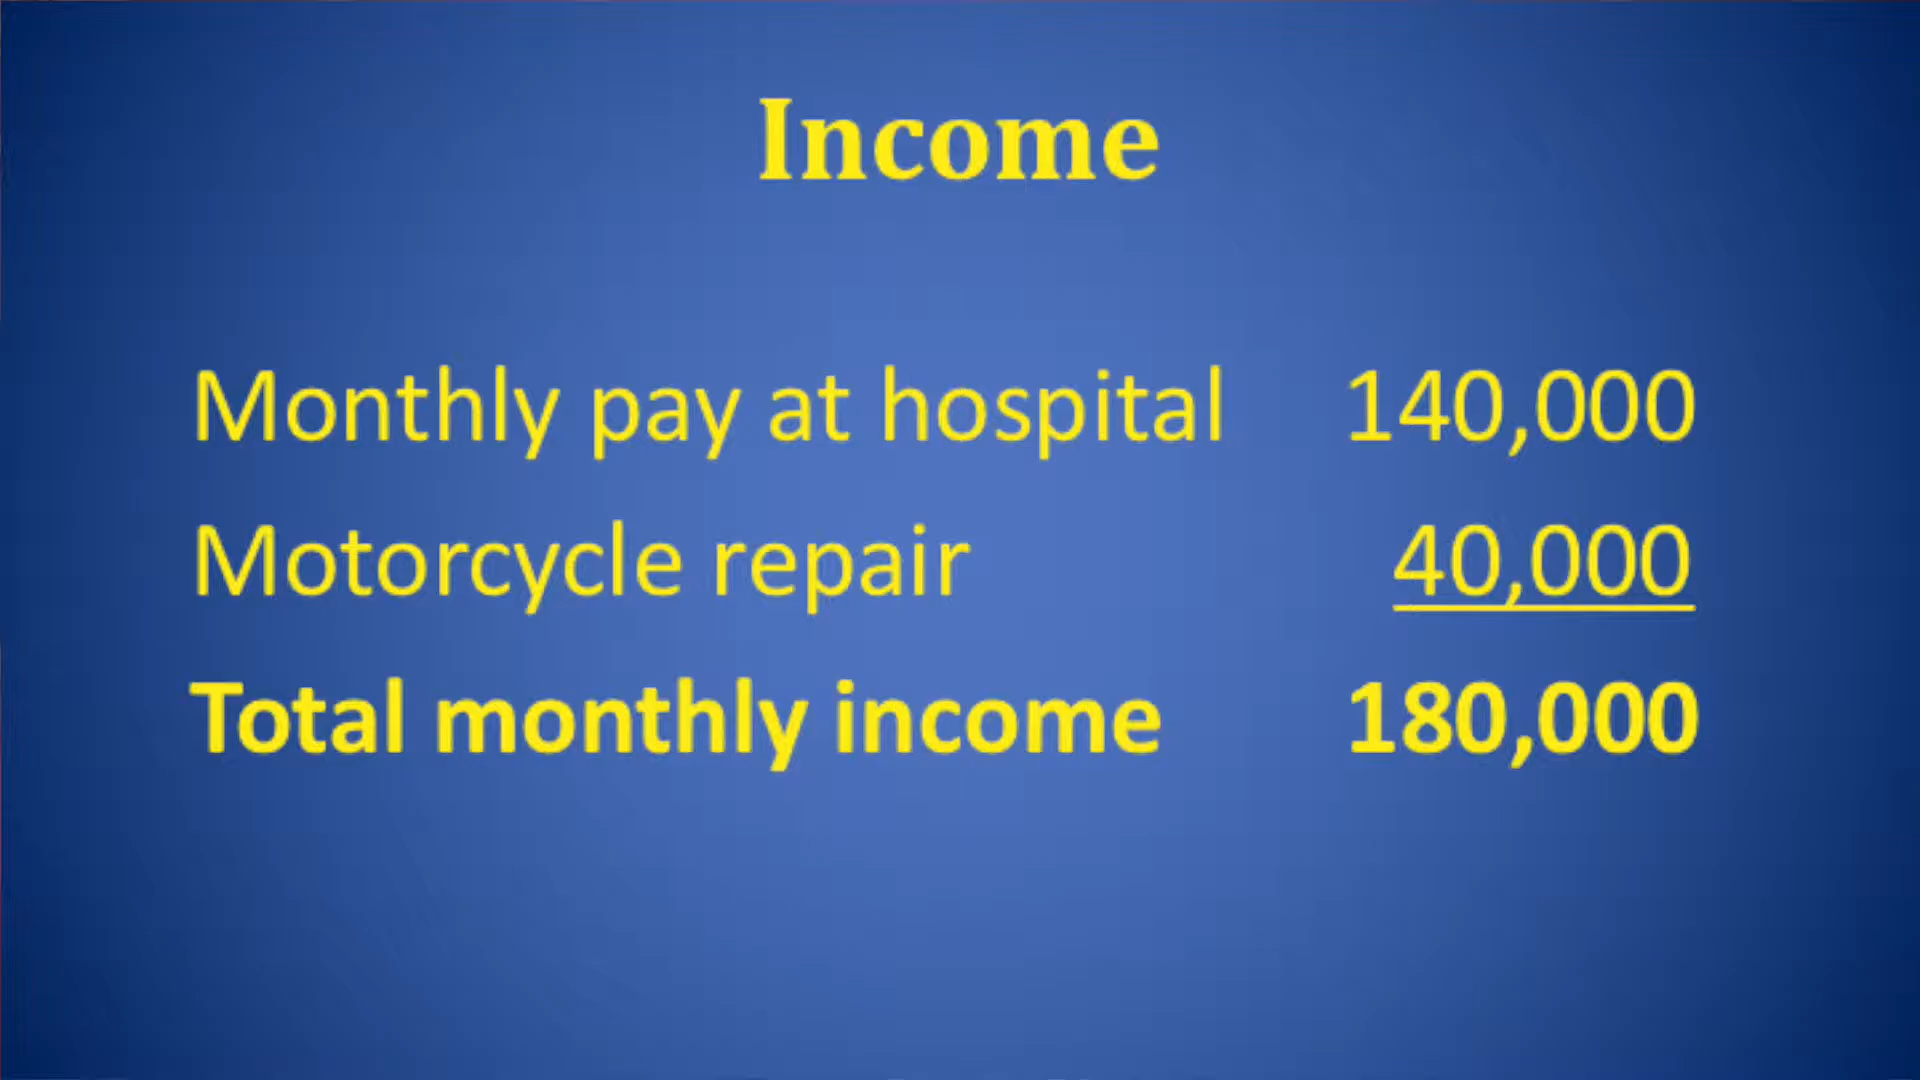 Income
Monthly pay at hospital 140,000
Motorcycle repair 40,000
Total monthly income 180,000